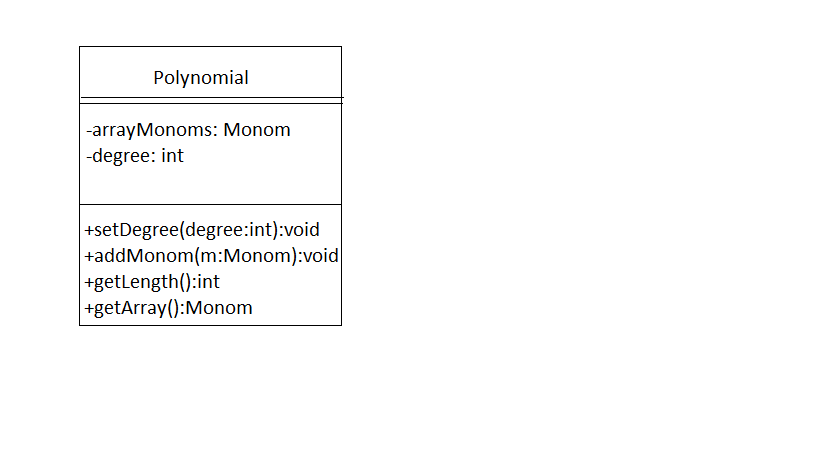 Polynomial
-arrayMonoms: Monom
-degree: int
+setDegree(degree:int):void
+addMonom(m:Monom):void
+getLength():int
+getArray():Monom